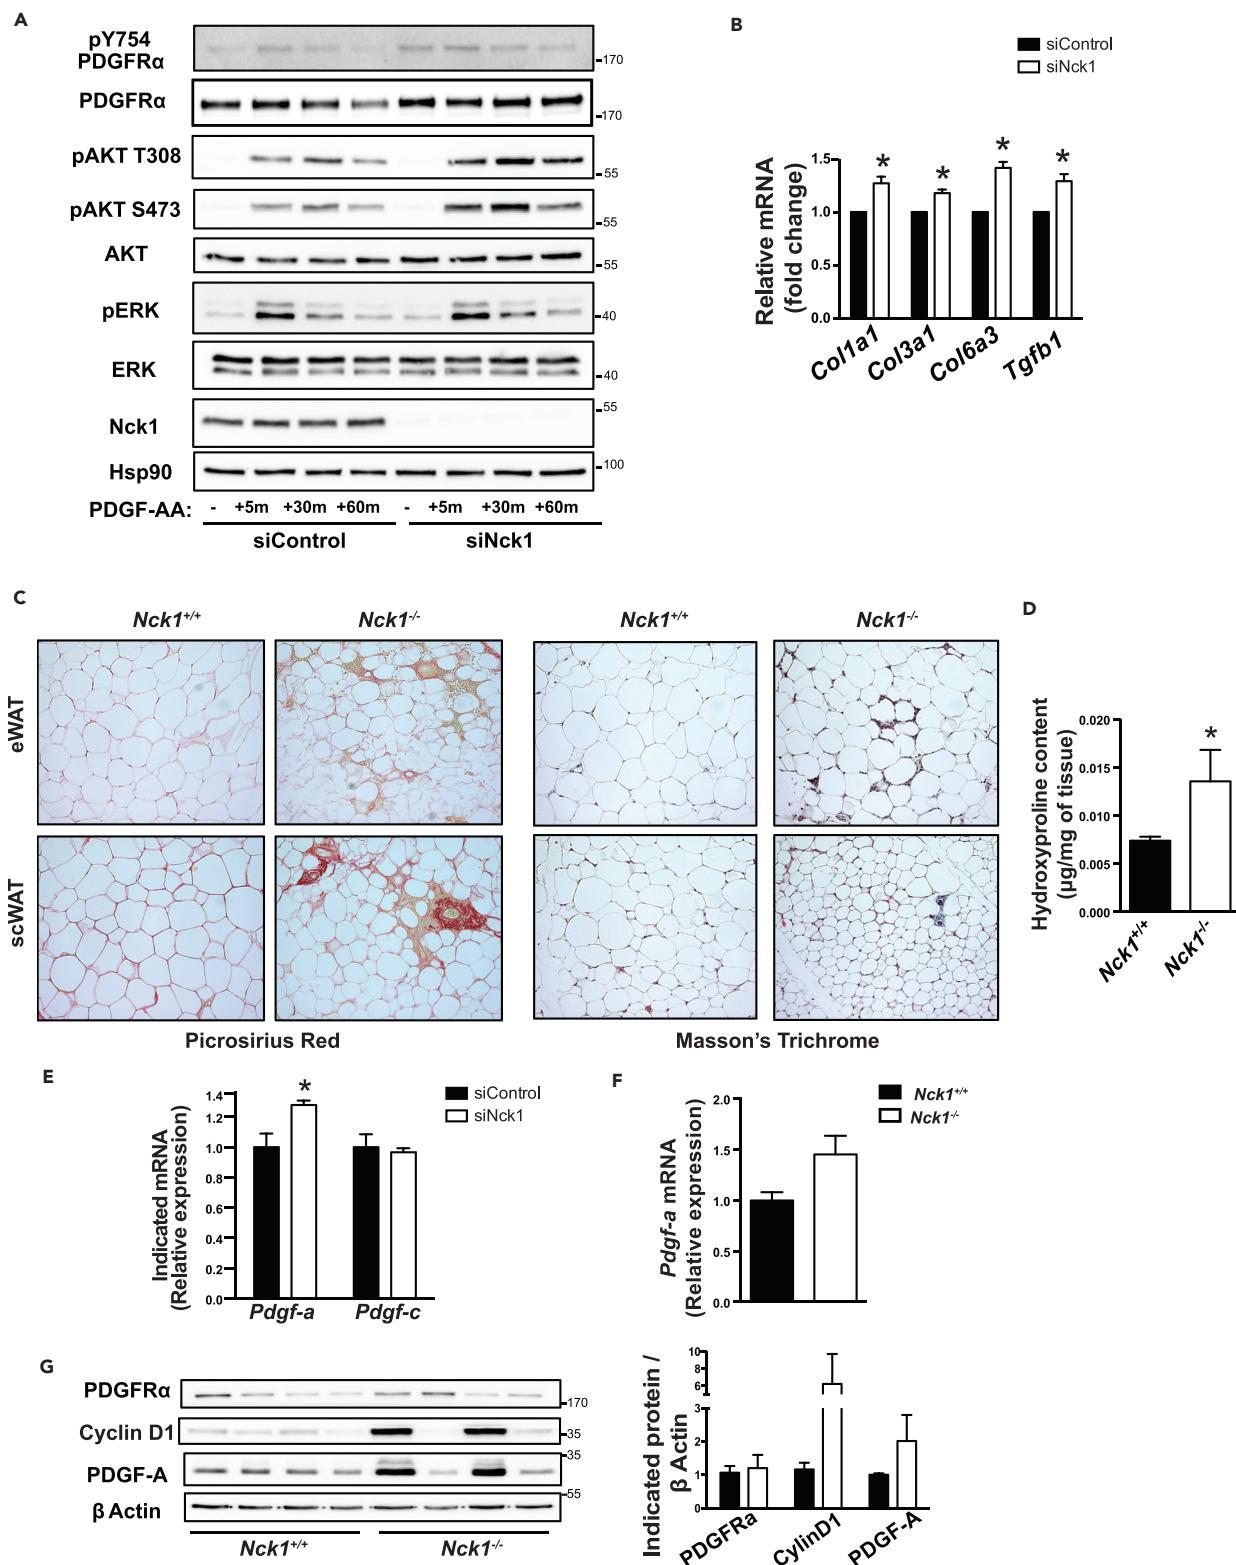 A
pY754
PDGFRα
-170
PDGFRα
-170
pAKT T308
-55
pAKT S473
-55
AKT
-55
pERK
-40
ERK
-40
Nck1
-55
Hsp90
-100
PDGF-AA: - +5m +30m +60m - +5m +30m +60m
siControl siNck1
B
siControl
siNck1
Relative mRNA
(fold change)
1.5
1.0
0.5
0.0
* * * *
Col1a1 Col3a1 Col6a3 Tgfb1
C
Nck1+/+ Nck1-/- Nck1+/+ Nck1-/-
eWAT
scWAT
Picrosirius Red Masson's Trichrome
D
Hydroxyproline content
(µg/mg of tissue)
0.020
0.015
0.010
0.005
0.000
*
Nck1+/+ Nck1-/-
E
siControl
siNck1
Indicated mRNA
(Relative expression)
1.4
1.2
1.0
0.8
0.6
0.4
0.2
0.0
*
Pdgf-a Pdgf-c
F
Nck1+/+
Nck1-/-
Pdgf-a mRNA
(Relative expression)
2.0
1.5
1.0
0.5
0.0
G
PDGFRα
-170
Cyclin D1
-35
PDGF-A
-35
β Actin
-55
Nck1+/+ Nck1-/-
Indicated protein /
β Actin
10
8
6
3
2
1
0
PDGFRa CylinD1 PDGF-A